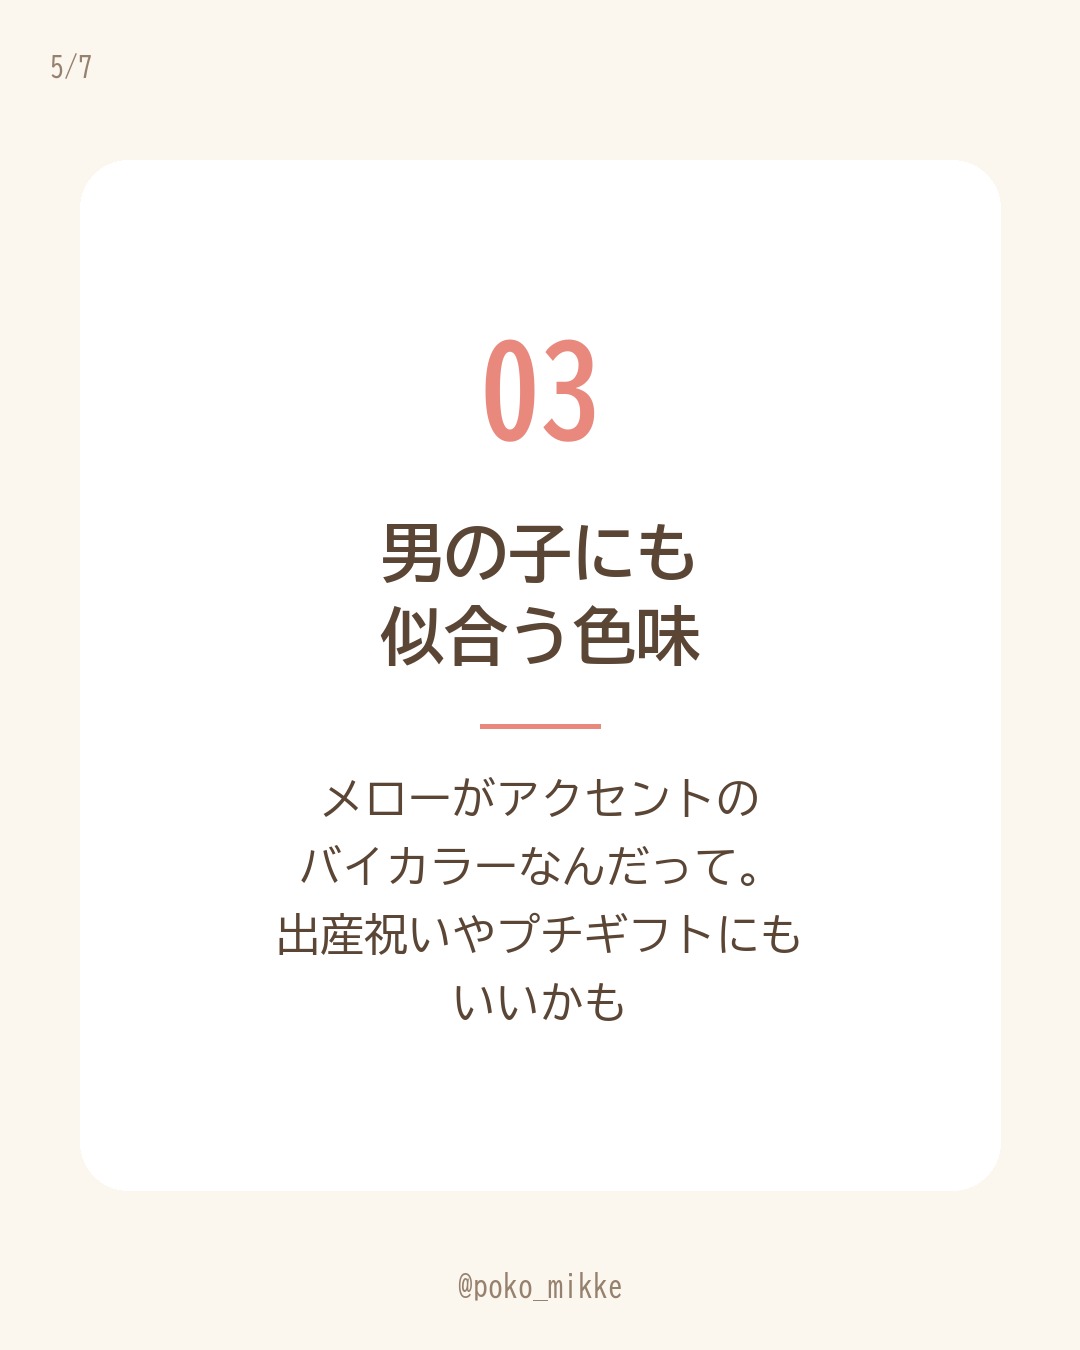 5/7
03
男の子にも
似合う色味
メローがアクセントの
バイカラーなんだって。
出産祝いやプチギフトにも
いいかも
@poko_mikke